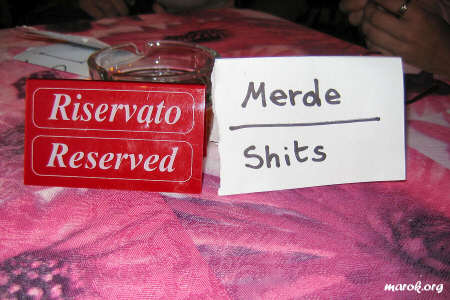 Riservato
Reserved
Merde
Shits
marok.org